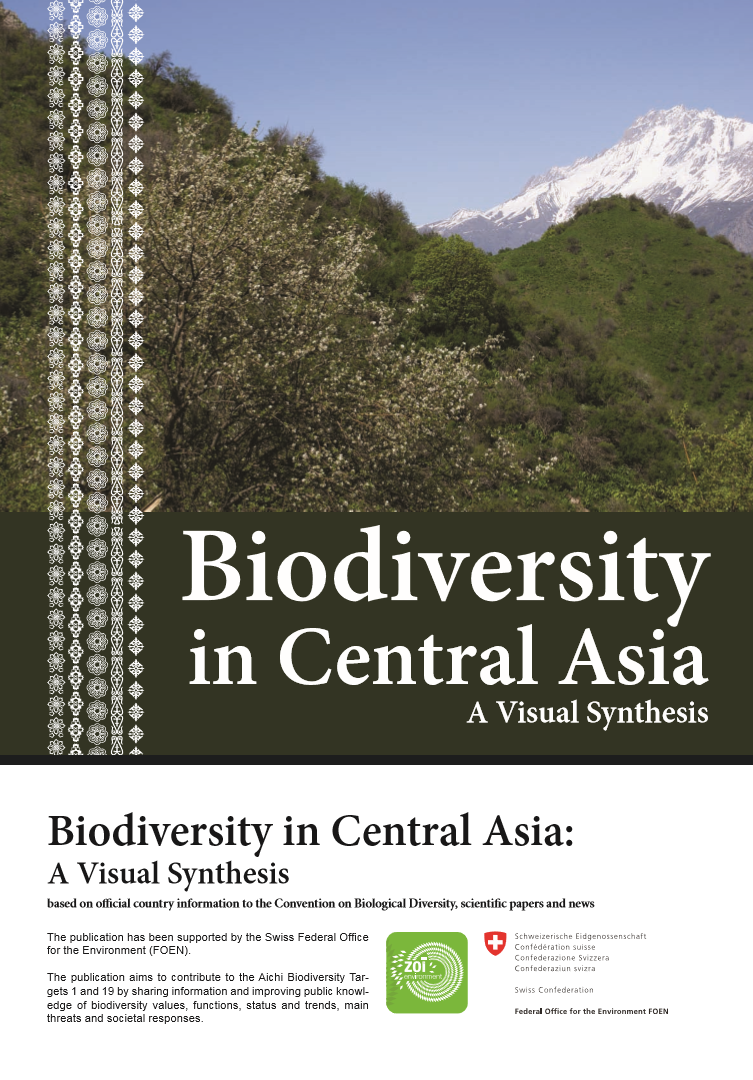 Biodiversity
in Central Asia
A Visual Synthesis
Biodiversity in Central Asia:
A Visual Synthesis
based on official country information to the Convention on Biological Diversity, scientific papers and news
The publication has been supported by the Swiss Federal Office
for the Environment (FOEN).
The publication aims to contribute to the Aichi Biodiversity Tar-
gets 1 and 19 by sharing information and improving public knowl-
edge of biodiversity values, functions, status and trends, main
threats and societal responses.
zoï
environment
Schweizerische Eidgenossenschaft
Confédération suisse
Confederazione Svizzera
Confederaziun svizra
Swiss Confederation
Federal Office for the Environment FOEN